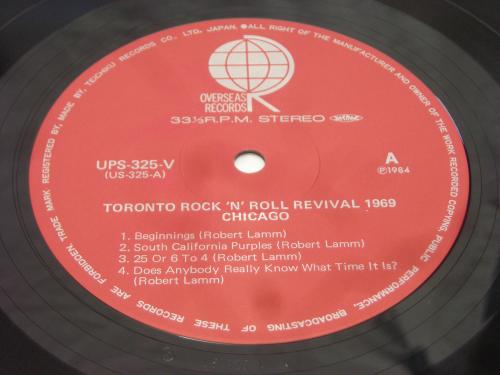 TRADE MARK REGISTERED BY, MADE BY, TEICHIKU RECORDS CO., LTD, JAPAN. ALL RIGHT OF THE MANUFACTURER AND OWNER OF THE WORK RECORDED COPYING, PUBLIC PERFORMANCE, BROADCASTING OF THESE RECORDS ARE FORBIDDEN
OVERSEAS
RECORDS
R
33⅓R.P.M. STEREO
UPS-325-V
(US-325-A)
A
Ⓟ1984
TORONTO ROCK 'N' ROLL REVIVAL 1969
CHICAGO
1. Beginnings (Robert Lamm)
2. South California Purples (Robert Lamm)
3. 25 Or 6 To 4 (Robert Lamm)
4. Does Anybody Really Know What Time It Is?
(Robert Lamm)